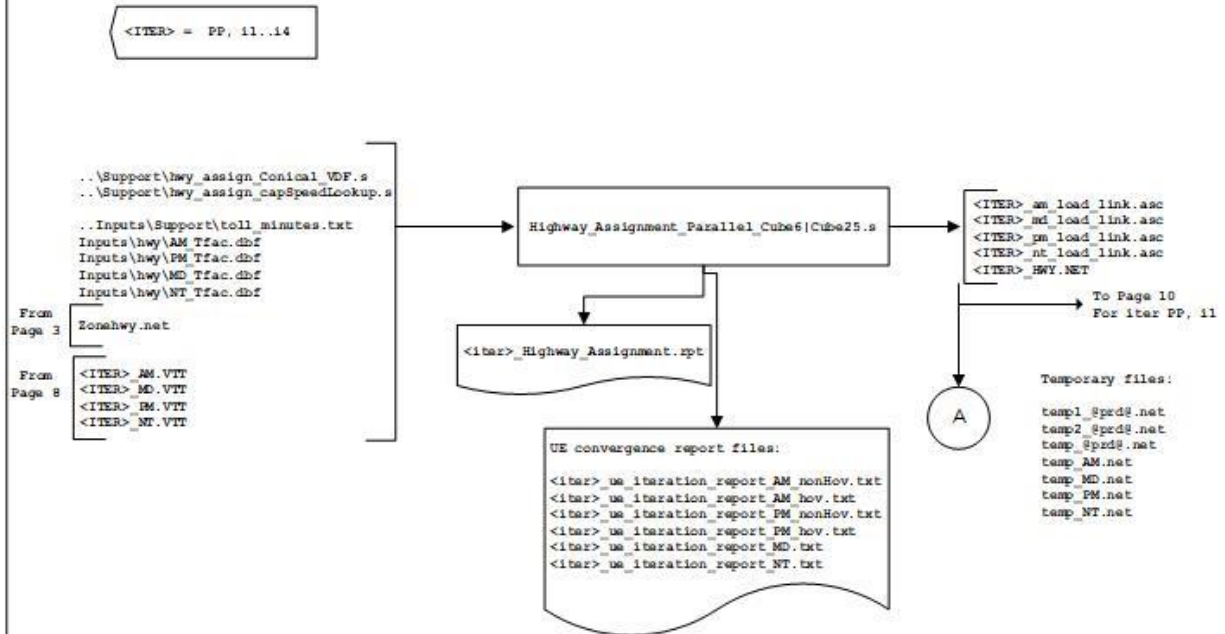 <ITER> = PP, i1..i4
..\Support\hwy_assign_Conical_VDF.s
..\Support\hwy_assign_capSpeedLookup.s
..Inputs\Support\toll_minutes.txt
Inputs\hwy\AM_Tfac.dbf
Inputs\hwy\PM_Tfac.dbf
Inputs\hwy\MD_Tfac.dbf
Inputs\hwy\NT_Tfac.dbf
From
Page 3
Zonehwy.net
From
Page 8
<ITER>_AM.VTT
<ITER>_MD.VTT
<ITER>_PM.VTT
<ITER>_NT.VTT
Highway_Assignment_Parallel_Cube6|Cube25.s
<iter>_Highway_Assignment.rpt
UE convergence report files:
<iter>_ue_iteration_report_AM_nonHov.txt
<iter>_ue_iteration_report_AM_hov.txt
<iter>_ue_iteration_report_PM_nonHov.txt
<iter>_ue_iteration_report_PM_hov.txt
<iter>_ue_iteration_report_MD.txt
<iter>_ue_iteration_report_NT.txt
<ITER>_am_load_link.asc
<ITER>_md_load_link.asc
<ITER>_pm_load_link.asc
<ITER>_nt_load_link.asc
<ITER>_HWY.NET
To Page 10
For iter PP, i1
A
Temporary files:
temp1_@prd@.net
temp2_@prd@.net
temp_@prd@.net
temp_AM.net
temp_MD.net
temp_PM.net
temp_NT.net